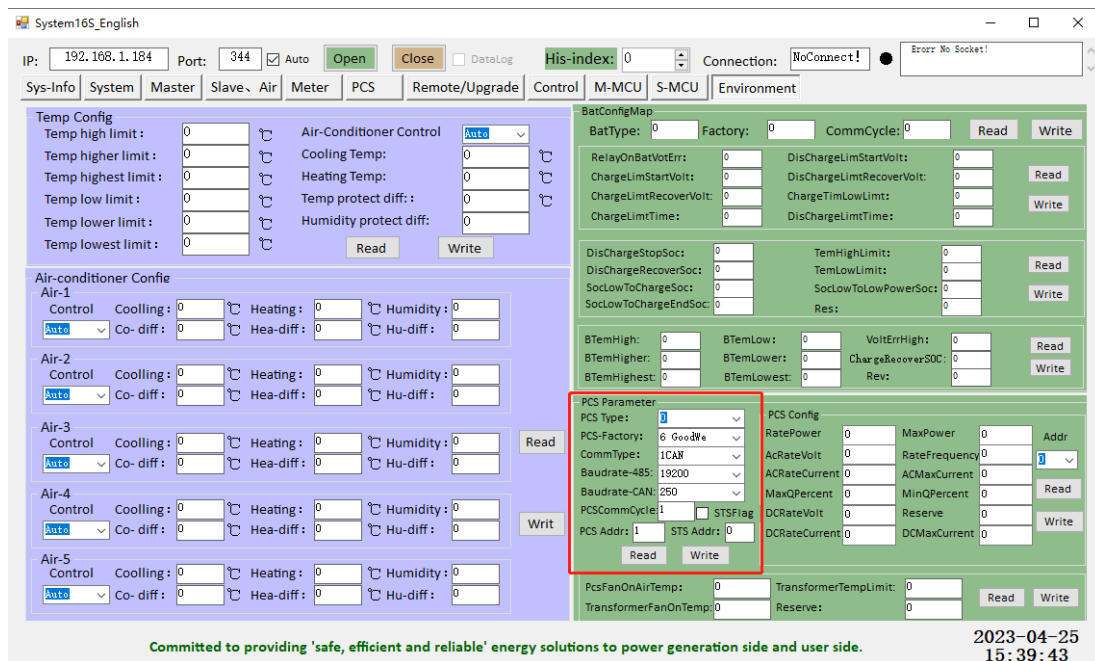 System16S_English
IP: 192.168.1.184 Port: 344 Auto Open Close DataLog His-index: 0 Connection: NoConnect! Erorr No Socket!
Sys-Info System Master Slave、Air Meter PCS Remote/Upgrade Control M-MCU S-MCU Environment
Temp Config
Temp high limit: 0 ℃ Air-Conditioner Control Auto
Temp higher limit: 0 ℃ Cooling Temp: 0 ℃
Temp highest limit: 0 ℃ Heating Temp: 0 ℃
Temp low limit: 0 ℃ Temp protect diff: : 0 ℃
Temp lower limit: 0 ℃ Humidity protect diff: 0
Temp lowest limit: 0 ℃ Read Write
Air-conditioner Config
Air-1
Control Coolling: 0 ℃ Heating: 0 ℃ Humidity: 0
Auto Co- diff: 0 ℃ Hea-diff: 0 ℃ Hu-diff: 0
Air-2
Control Coolling: 0 ℃ Heating: 0 ℃ Humidity: 0
Auto Co- diff: 0 ℃ Hea-diff: 0 ℃ Hu-diff: 0
Air-3
Control Coolling: 0 ℃ Heating: 0 ℃ Humidity: 0 Read
Auto Co- diff: 0 ℃ Hea-diff: 0 ℃ Hu-diff: 0
Air-4
Control Coolling: 0 ℃ Heating: 0 ℃ Humidity: 0
Auto Co- diff: 0 ℃ Hea-diff: 0 ℃ Hu-diff: 0 Writ
Air-5
Control Coolling: 0 ℃ Heating: 0 ℃ Humidity: 0
Auto Co- diff: 0 ℃ Hea-diff: 0 ℃ Hu-diff: 0
BatConfigMap
BatType: 0 Factory: 0 CommCycle: 0 Read Write
RelayOnBatVotErr: 0 DisChargeLimStartVolt: 0
ChargeLimStartVolt: 0 DisChargeLimtRecoverVolt: 0 Read
ChargeLimtRecoverVolt: 0 ChargeTimLowLimt: 0 Write
ChargeLimtTime: 0 DisChargeLimtTime: 0
DisChargeStopSoc: 0 TemHighLimit: 0
DisChargeRecoverSoc: 0 TemLowLimit: 0 Read
SocLowToChargeSoc: 0 SocLowToLowPowerSoc: 0 Write
SocLowToChargeEndSoc: 0 Res: 0
BTemHigh: 0 BTemLow: 0 VoltErrHigh: 0 Read
BTemHigher: 0 BTemLower: 0 ChargeRecoverSOC: 0 Write
BTemHighest: 0 BTemLowest: 0 Rev: 0
PCS Parameter
PCS Type: 0
PCS-Factory: 6 GoodWe
CommType: 1CAN
Baudrate-485: 19200
Baudrate-CAN: 250
PCSCommCycle: 1 STSFlag
PCS Addr: 1 STS Addr: 0
Read Write
PCS Config
RatePower 0 MaxPower 0 Addr
AcRateVolt 0 RateFrequency 0 0
ACRateCurrent 0 ACMaxCurrent 0
MaxQPercent 0 MinQPercent 0 Read
DCRateVolt 0 Reserve 0
DCRateCurrent 0 DCMaxCurrent 0 Write
PcsFanOnAirTemp: 0 TransformerTempLimit: 0 Read Write
TransformerFanOnTemp: 0 Reserve: 0
Committed to providing 'safe, efficient and reliable' energy solutions to power generation side and user side.
2023-04-25
15:39:43